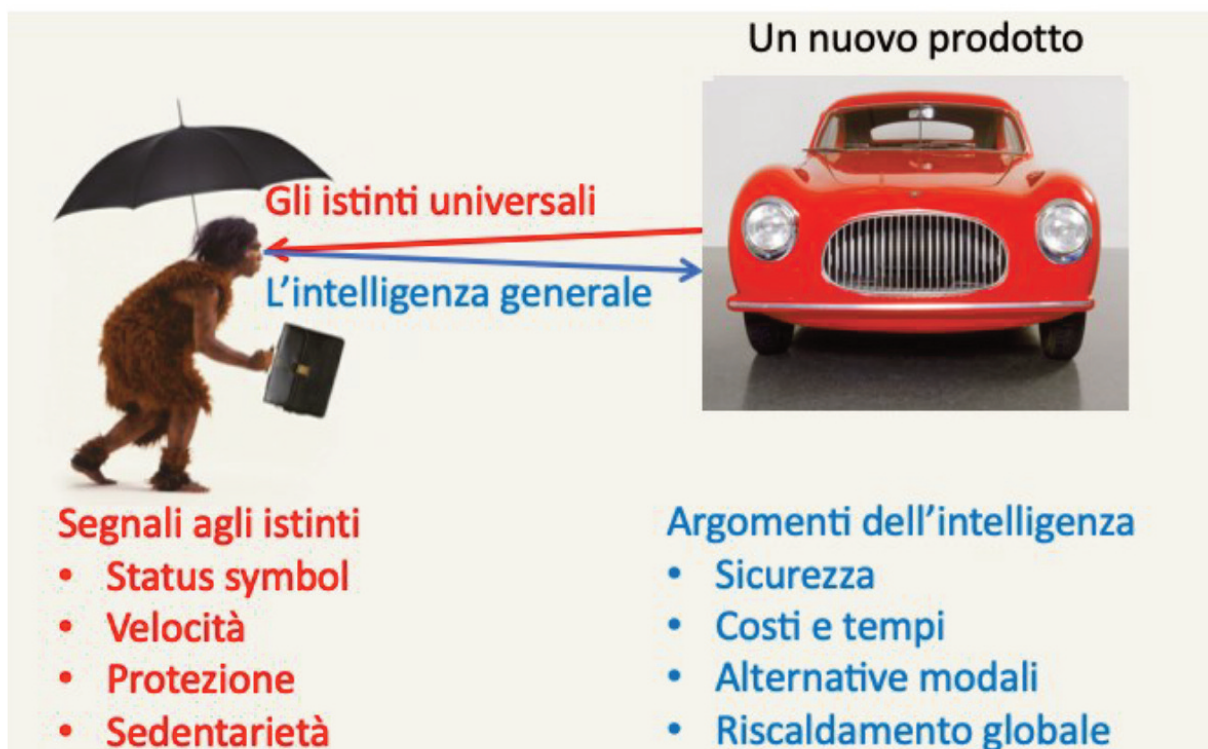 Un nuovo prodotto
Gli istinti universali
L'intelligenza generale
Segnali agli istinti
• Status symbol
• Velocità
• Protezione
• Sedentarietà
Argomenti dell'intelligenza
• Sicurezza
• Costi e tempi
• Alternative modali
• Riscaldamento globale